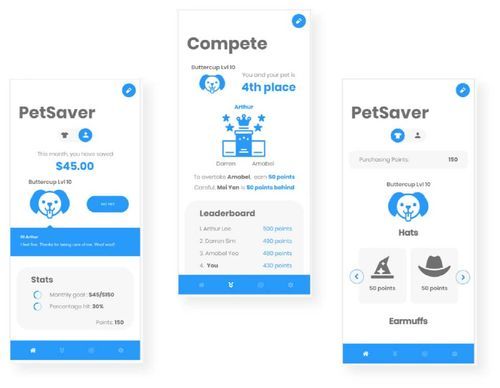 PetSaver
This month, you have saved
$45.00
Buttercup Lvl 10
Hi Arthur
I feel fine. Thanks for taking care of me. Woof woof!
Stats
Monthly goal : $45/$150
Percentage hit: 30%
Points: 150
Compete
Buttercup Lvl 10
You and your pet is
4th place
Arthur
Darren
Amabel
To overtake Amabel, earn 50 points
Careful, Mei Yen is 50 points behind
Leaderboard
1. Arthur Lee 500 points
2. Darren Sim 490 points
3. Amabel Yeo 480 points
4. You 430 points
PetSaver
Purchasing Points: 150
Buttercup Lvl 10
Hats
50 points
50 points
Earmuffs